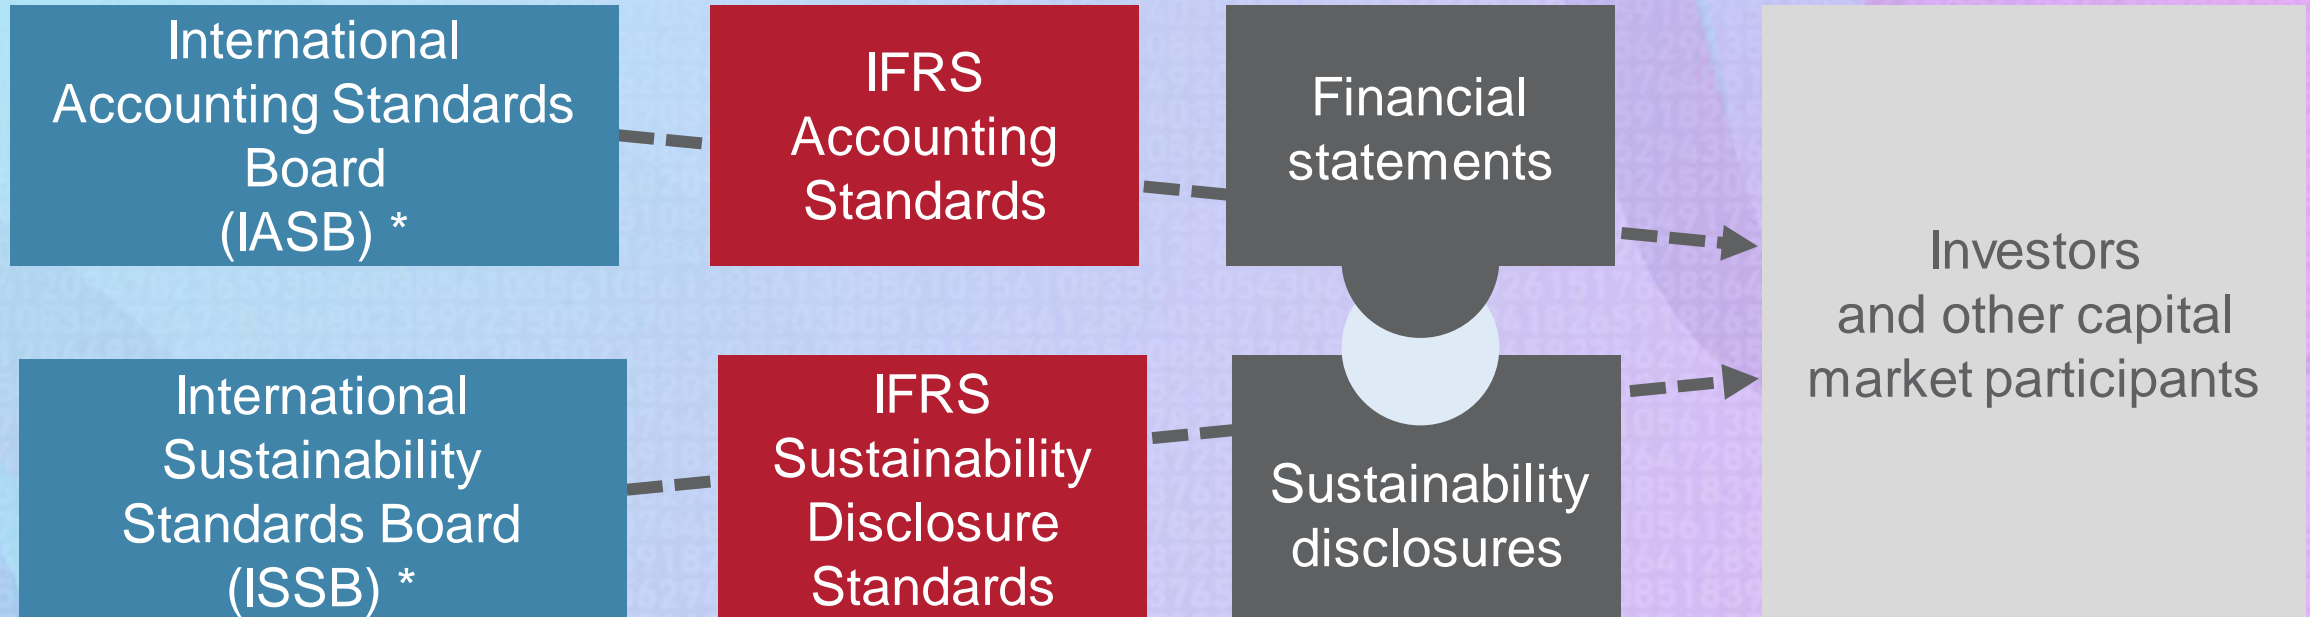 International
Accounting Standards
Board
(IASB) *
IFRS
Accounting
Standards
Financial
statements
Investors
and other capital
market participants
International
Sustainability
Standards Board
(ISSB) *
IFRS
Sustainability
Disclosure
Standards
Sustainability
disclosures